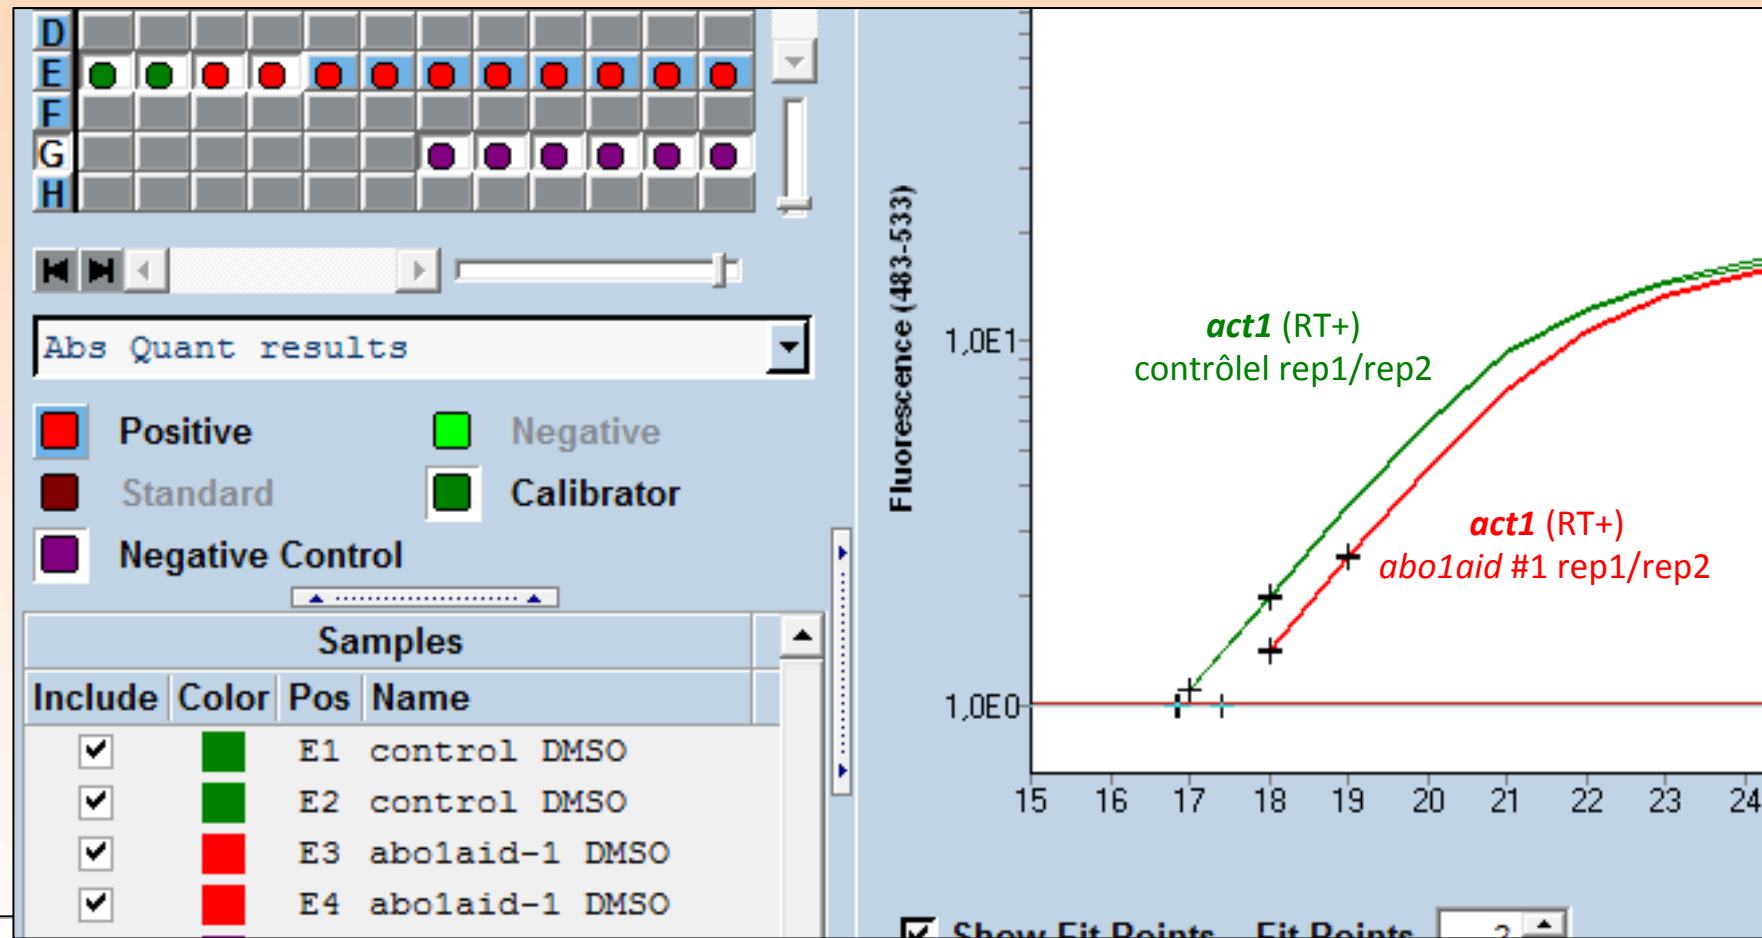 D
E
F
G
H
Abs Quant results
Positive
Negative
Standard
Calibrator
Negative Control
Samples
Include Color Pos Name
E1 control DMSO
E2 control DMSO
E3 abo1aid-1 DMSO
E4 abo1aid-1 DMSO
Fluorescence (483-533)
1,0E1
1,0E0
act1 (RT+)
contrôlel rep1/rep2
act1 (RT+)
abo1aid #1 rep1/rep2
15 16 17 18 19 20 21 22 23 24
Show Fit Points Fit Points 2